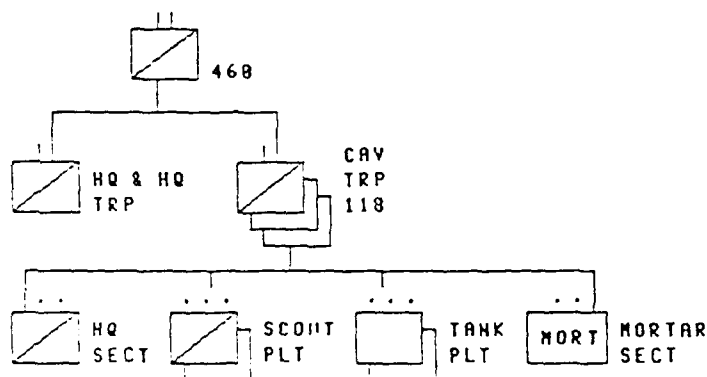 468
HQ & HQ
TRP
CAV
TRP
118
HQ
SECT
SCOUT
PLT
TANK
PLT
MORT
MORTAR
SECT